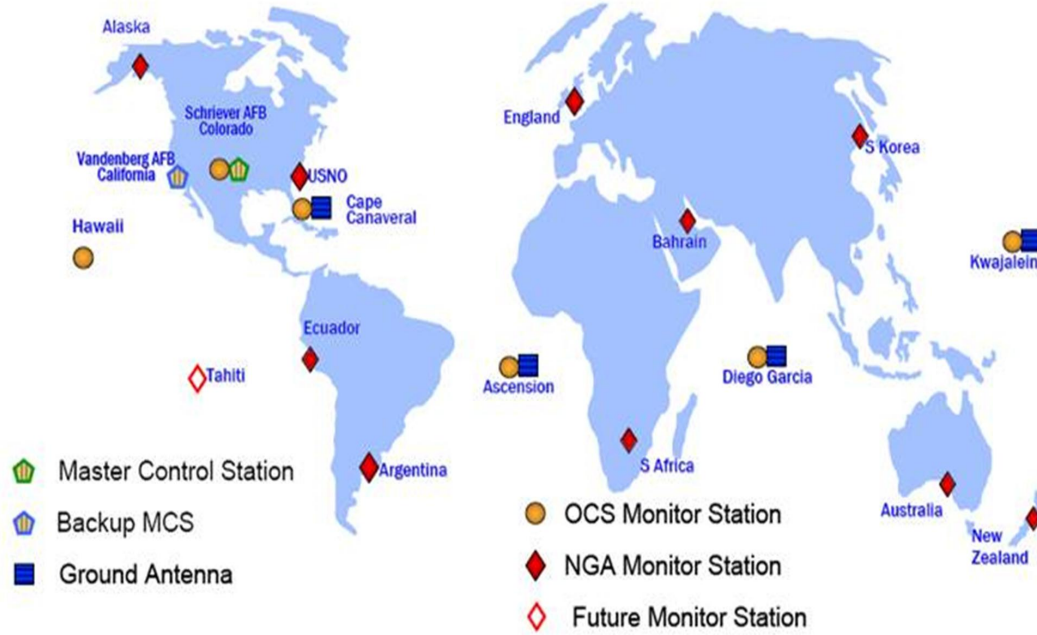 Alaska
Schriever AFB
Colorado
England
S Korea
Vandenberg AFB
California
USNO
Cape
Canaveral
Hawaii
Bahrain
Kwajalein
Ecuador
Tahiti
Ascension
Diego Garcia
Argentina
S Africa
Australia
New
Zealand
Master Control Station
Backup MCS
Ground Antenna
OCS Monitor Station
NGA Monitor Station
Future Monitor Station